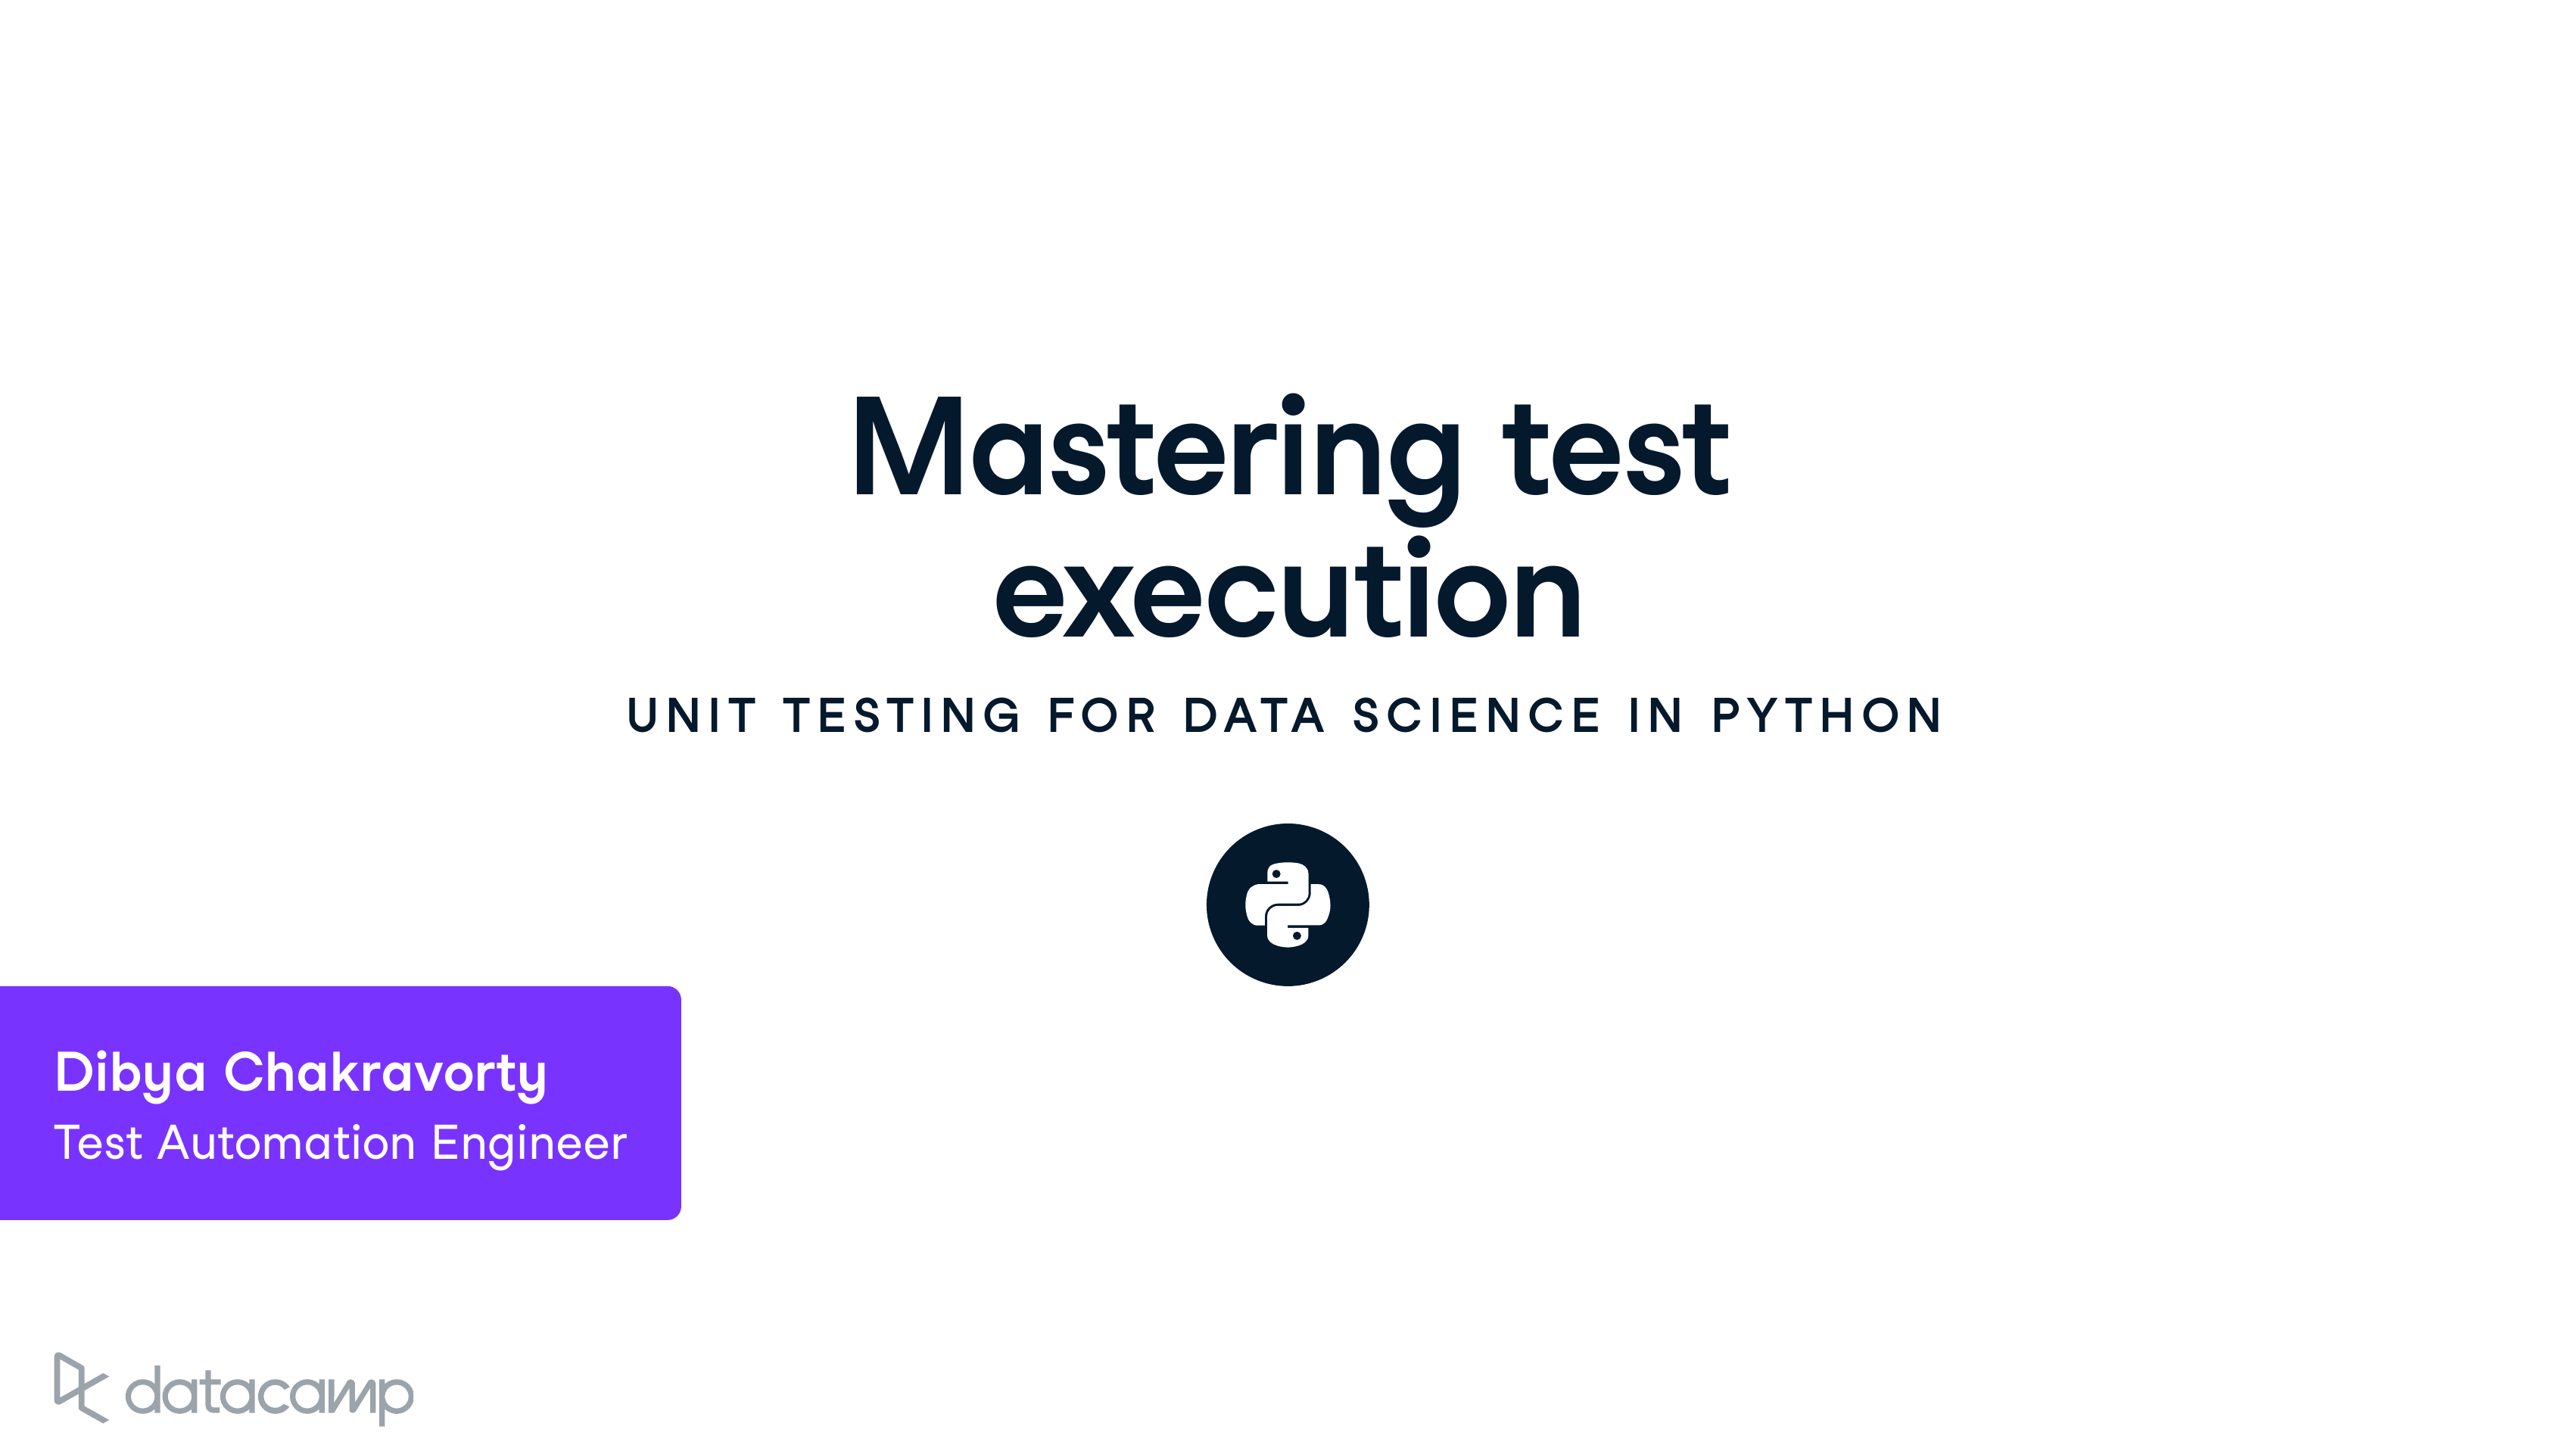 Mastering test
execution
UNIT TESTING FOR DATA SCIENCE IN PYTHON
Dibya Chakravorty
Test Automation Engineer
datacamp